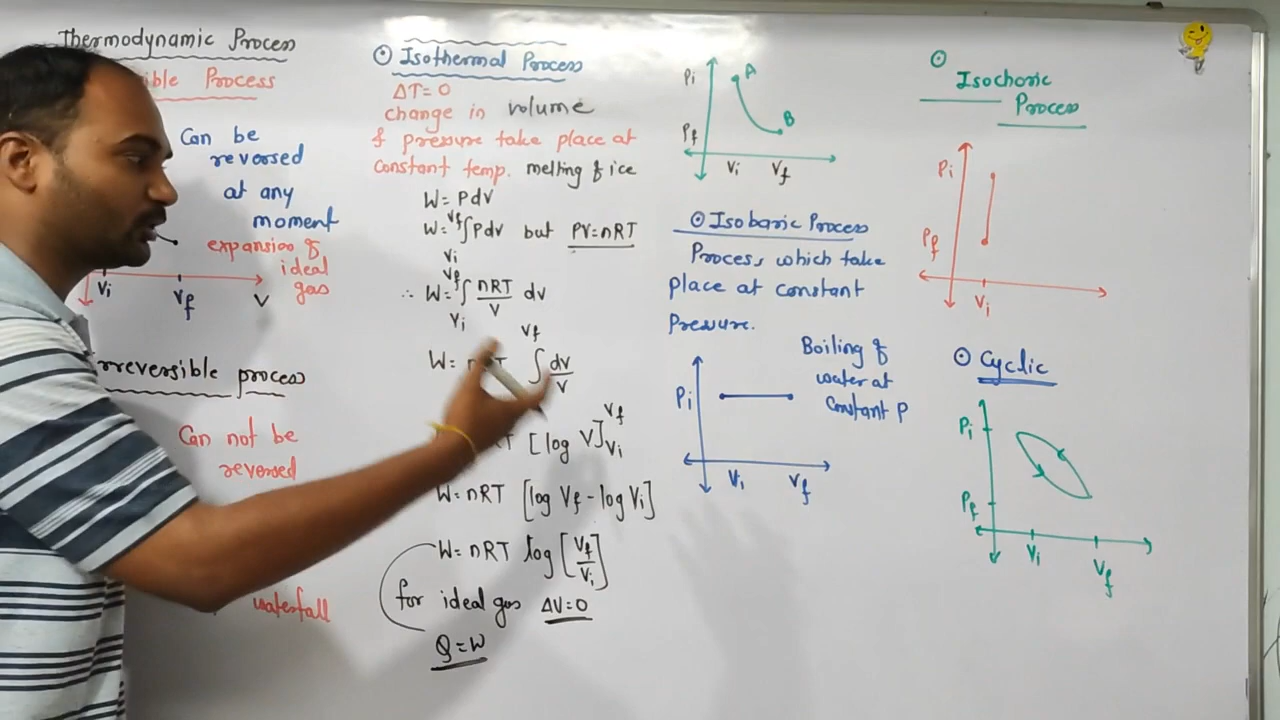 Thermodynamic Process
ible Process
Can be
reversed
at any
moment
expansion of
ideal
gas
Vi
Vf
V
rreversible process
Can not be
reversed
waterfall
Isothermal Process
ΔT=0
change in volume
& pressure take place at
constant temp. melting of ice
W= PdV
W= Vf∫Vi PdV but PV=nRT
∴ W= Vf∫Vi nRT/V dV
W= nRT Vf∫ dV/V
RT [log V]Vf Vi
W=nRT [log Vf - log Vi]
W=nRT log [Vf/Vi]
for ideal gas ΔV=0
Q=W
Pi
A
Pf
B
Vi
Vf
Isobaric Process
Process, which take
place at constant
Pressure.
Boiling of
water at
Constant P
Pi
Vi
Vf
Isochoric
Process
Pi
Pf
Vi
Cyclic
Pi
Pf
Vi
Vf